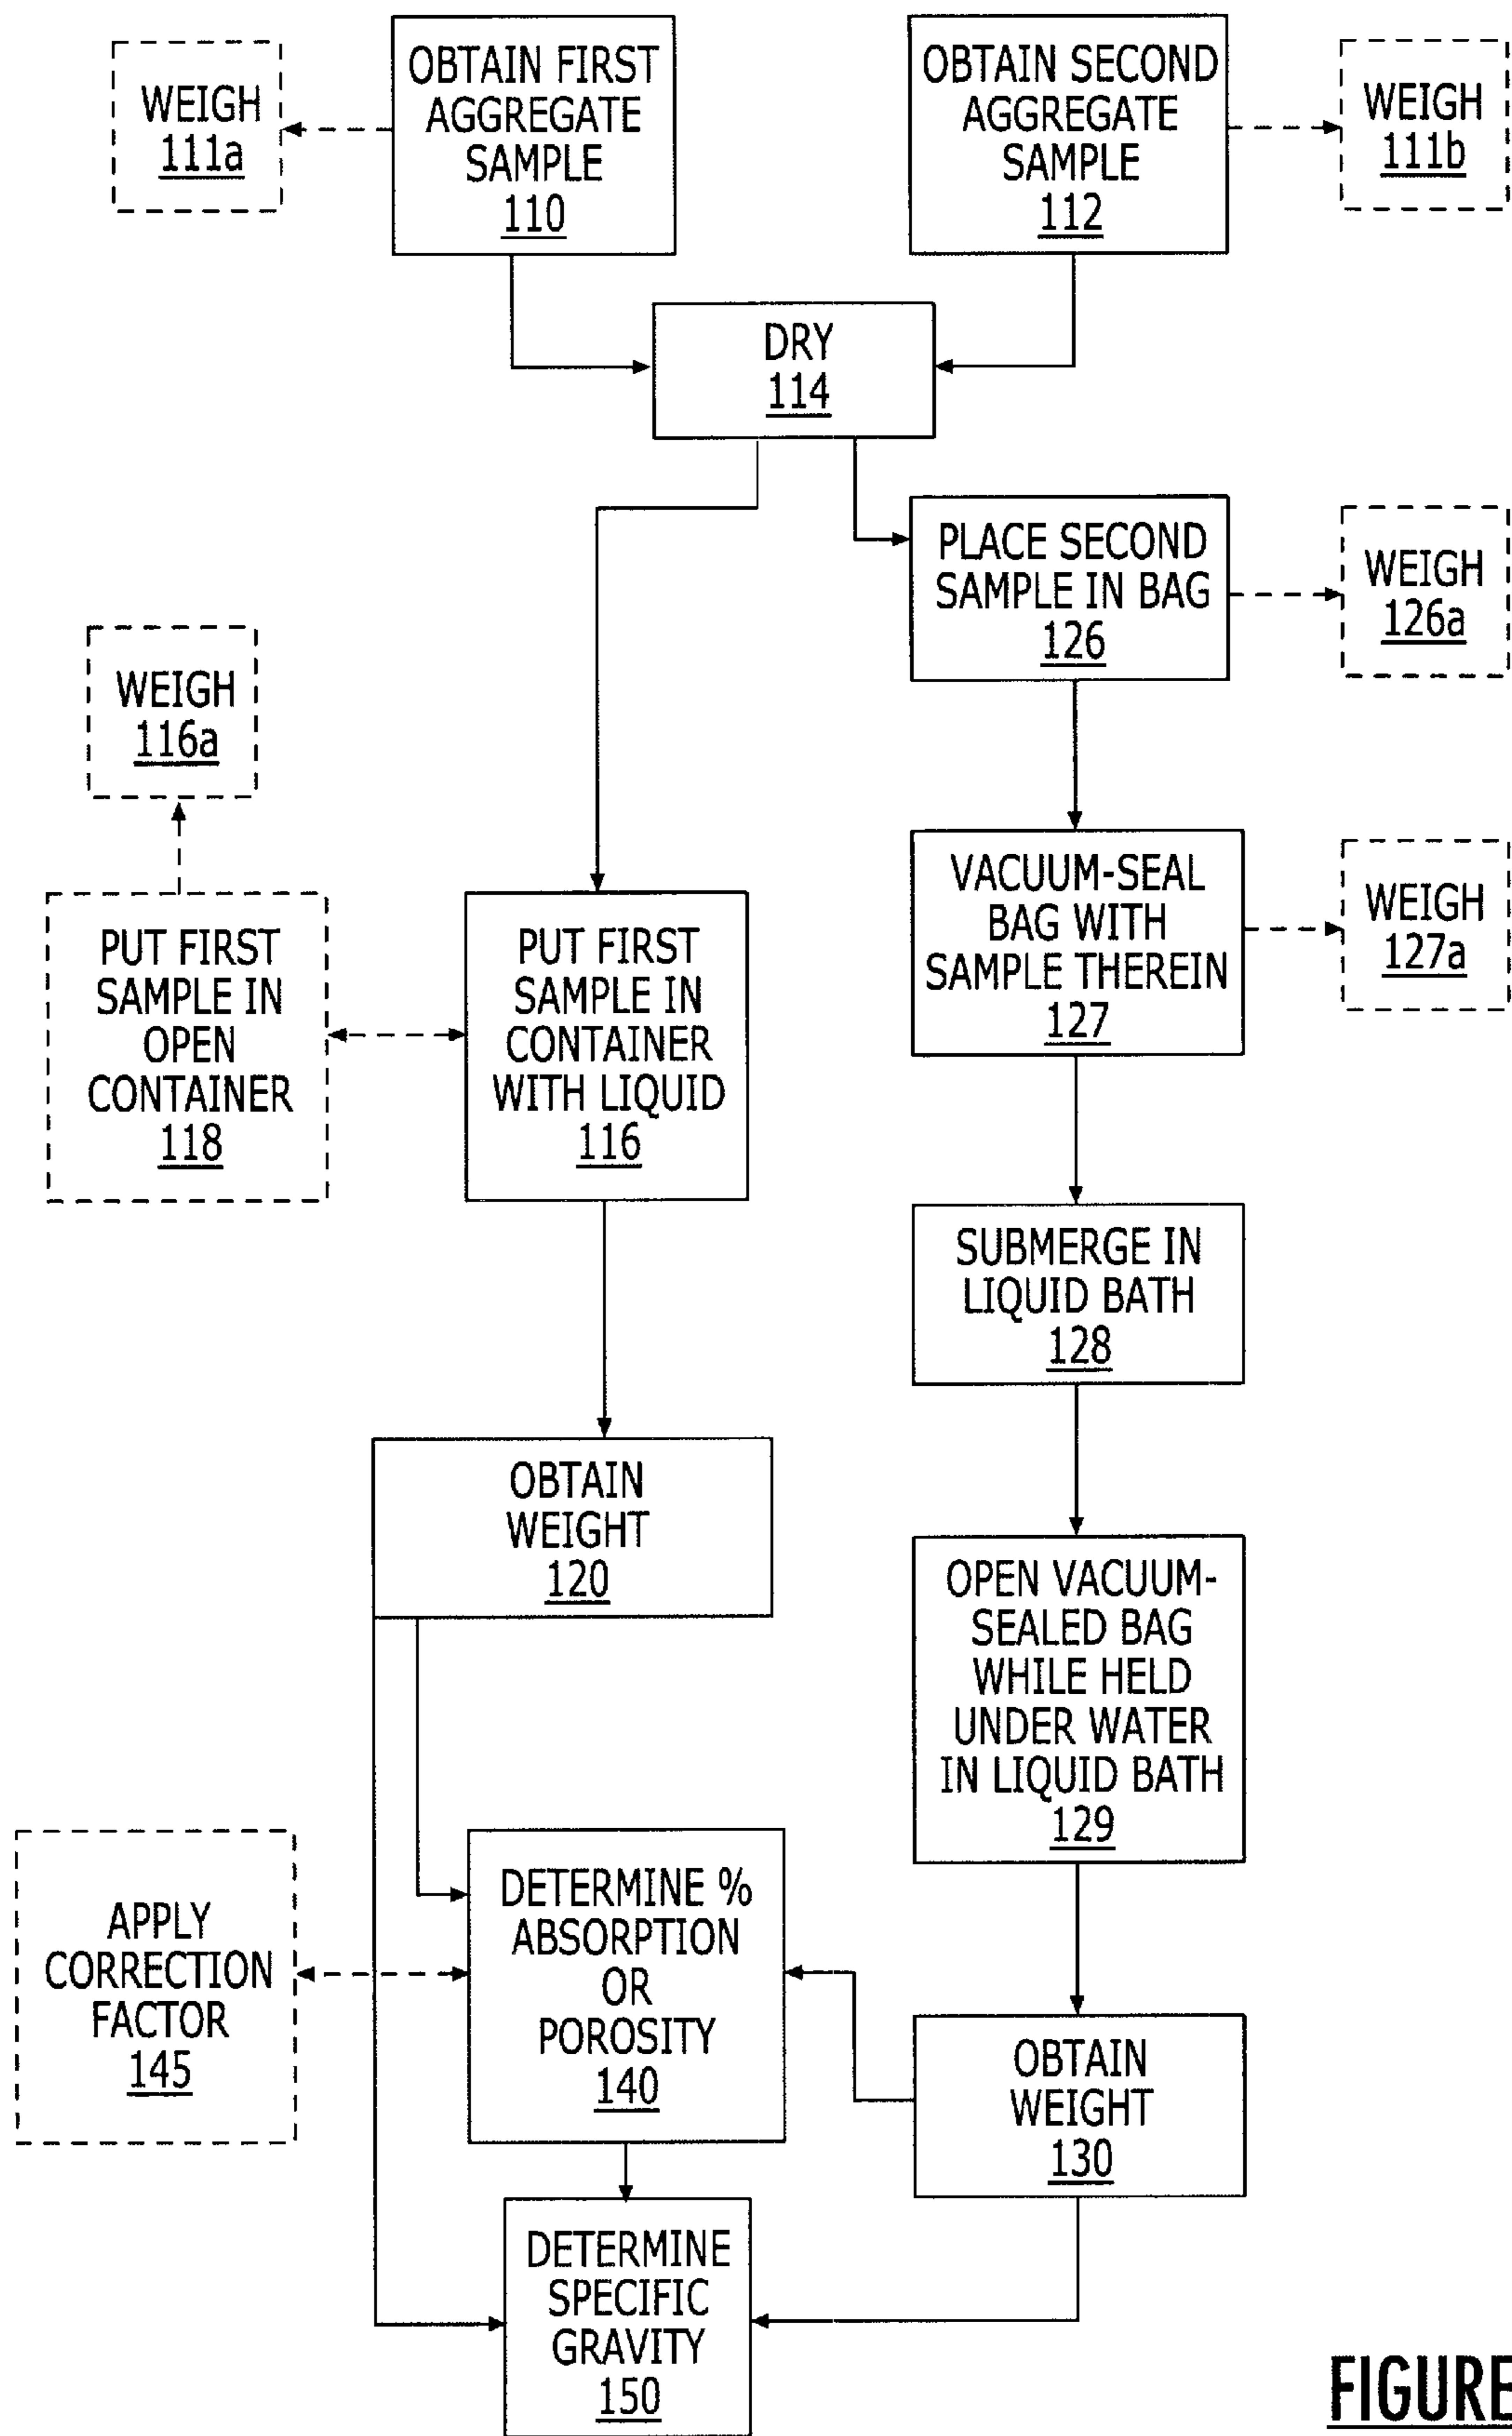 WEIGH
111a
OBTAIN FIRST
AGGREGATE
SAMPLE
110
OBTAIN SECOND
AGGREGATE
SAMPLE
112
WEIGH
111b
DRY
114
PLACE SECOND
SAMPLE IN BAG
126
WEIGH
126a
WEIGH
116a
VACUUM-SEAL
BAG WITH
SAMPLE THEREIN
127
WEIGH
127a
PUT FIRST
SAMPLE IN
OPEN
CONTAINER
118
PUT FIRST
SAMPLE IN
CONTAINER
WITH LIQUID
116
SUBMERGE IN
LIQUID BATH
128
OBTAIN
WEIGHT
120
OPEN VACUUM-
SEALED BAG
WHILE HELD
UNDER WATER
IN LIQUID BATH
129
APPLY
CORRECTION
FACTOR
145
DETERMINE %
ABSORPTION
OR
POROSITY
140
OBTAIN
WEIGHT
130
DETERMINE
SPECIFIC
GRAVITY
150
FIGURE